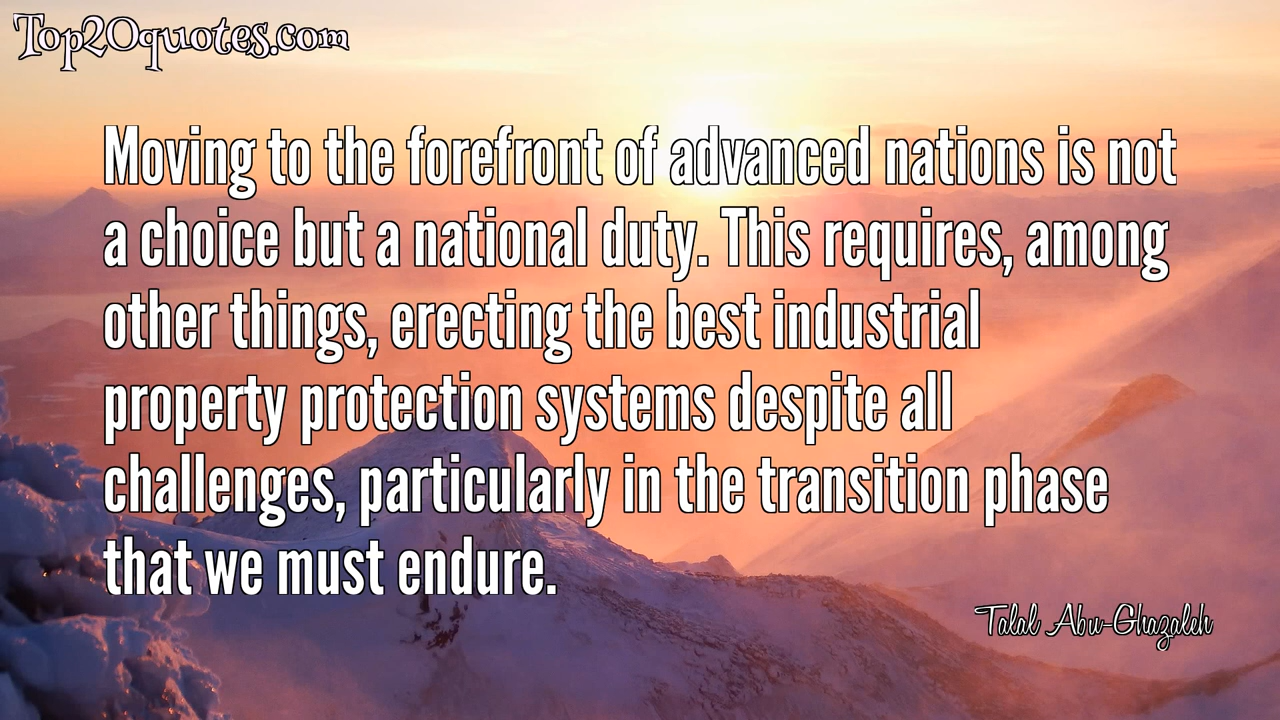 Top20quotes.com
Moving to the forefront of advanced nations is not
a choice but a national duty. This requires, among
other things, erecting the best industrial
property protection systems despite all
challenges, particularly in the transition phase
that we must endure.
Talal Abu-Ghazaleh